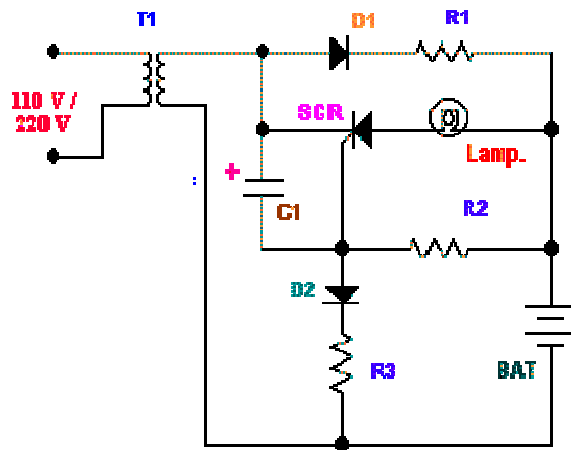 T1
D1
R1
110 V /
220 V
SCR
Lamp.
+
C1
R2
D2
R3
BAT